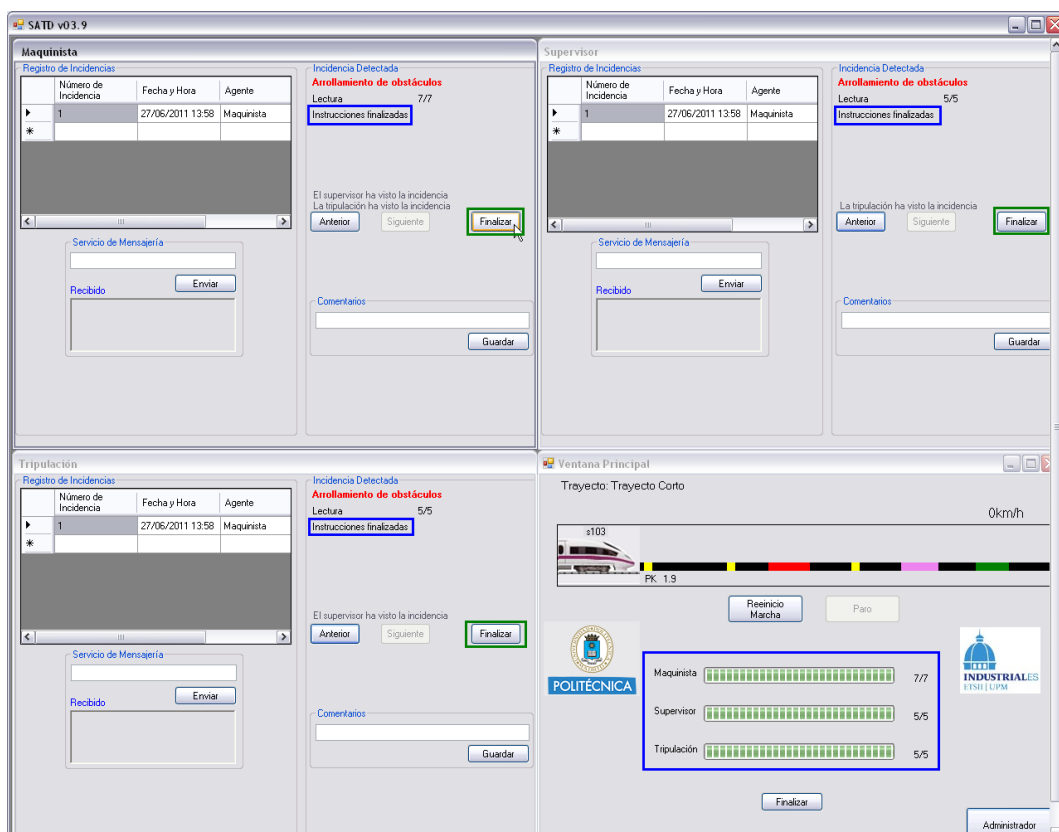 SATD v03.9
Maquinista
Registro de Incidencias
Número de Incidencia Fecha y Hora Agente
1 27/06/2011 13:58 Maquinista
Servicio de Mensajería
Enviar
Recibido
Incidencia Detectada
Arrollamiento de obstáculos
Lectura 7/7
Instrucciones finalizadas
El supervisor ha visto la incidencia
La tripulación ha visto la incidencia
Anterior Siguiente Finalizar
Comentarios
Guardar
Supervisor
Registro de Incidencias
Número de Incidencia Fecha y Hora Agente
1 27/06/2011 13:58 Maquinista
Servicio de Mensajería
Enviar
Recibido
Incidencia Detectada
Arrollamiento de obstáculos
Lectura 5/5
Instrucciones finalizadas
La tripulación ha visto la incidencia
Anterior Siguiente Finalizar
Comentarios
Guardar
Tripulación
Registro de Incidencias
Número de Incidencia Fecha y Hora Agente
1 27/06/2011 13:58 Maquinista
Servicio de Mensajería
Enviar
Recibido
Incidencia Detectada
Arrollamiento de obstáculos
Lectura 5/5
Instrucciones finalizadas
El supervisor ha visto la incidencia
Anterior Siguiente Finalizar
Comentarios
Guardar
Ventana Principal
Trayecto: Trayecto Corto
0km/h
s103
PK 1.9
Reeinicio Marcha Paro
POLITÉCNICA
INDUSTRIALES
ETSII | UPM
Maquinista 7/7
Supervisor 5/5
Tripulación 5/5
Finalizar
Administrador